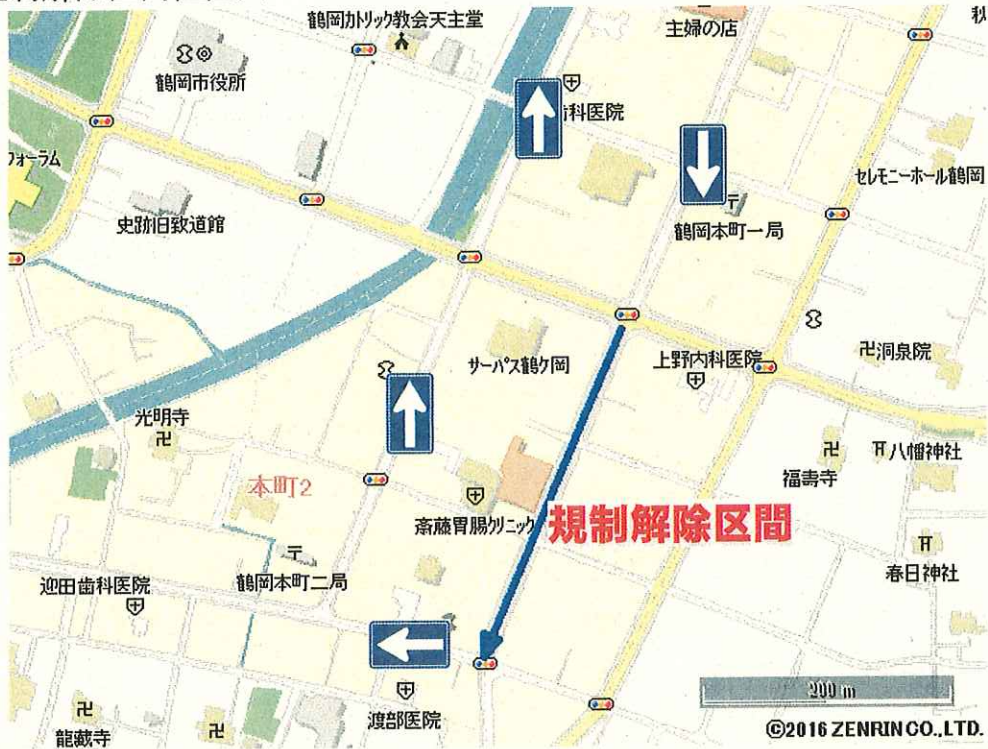 鶴岡カトリック教会天主堂
主婦の店
鶴岡市役所
歯科医院
フォーラム
セレモニーホール鶴岡
史跡旧致道館
鶴岡本町一局
サーパス鶴ケ岡
上野内科医院
洞泉院
光明寺
八幡神社
福壽寺
本町2
斎藤胃腸クリニック
規制解除区間
春日神社
鶴岡本町二局
迎田歯科医院
200 m
渡部医院
龍蔵寺
©2016 ZENRIN CO., LTD.